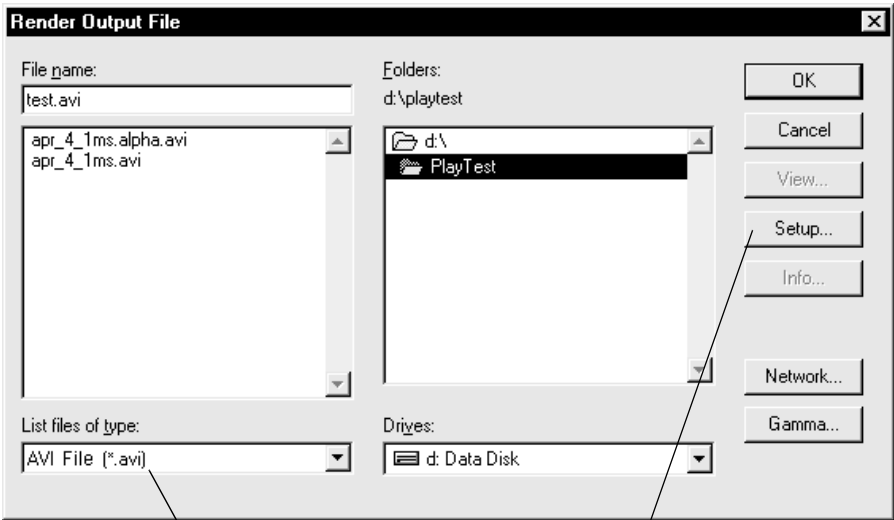 Render Output File
File name:
test.avi
apr_4_1ms.alpha.avi
apr_4_1ms.avi
List files of type:
AVI File (*.avi)
Folders:
d:\playtest
d:\
PlayTest
Drives:
d: Data Disk
OK
Cancel
View...
Setup...
Info...
Network...
Gamma...